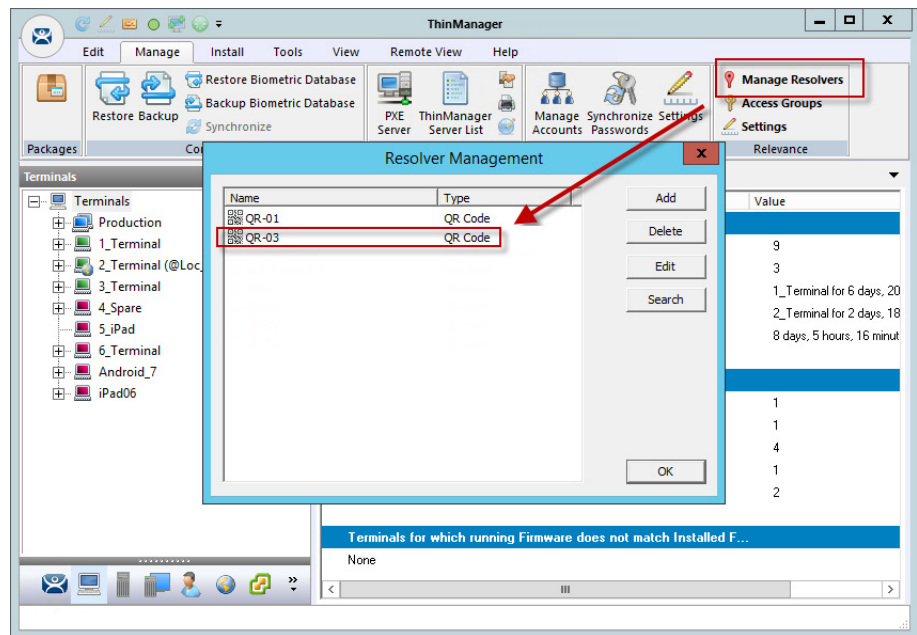 ThinManager
Edit Manage Install Tools View Remote View Help
Restore Backup
Restore Biometric Database
Backup Biometric Database
Synchronize
PXE Server
ThinManager Server List
Manage Accounts
Synchronize Passwords
Settings
Manage Resolvers
Access Groups
Settings
Packages
Co
Relevance
Resolver Management
x
Name Type
QR-01 QR Code
QR-03 QR Code
Add
Delete
Edit
Search
OK
Terminals
Terminals
Production
1_Terminal
2_Terminal (@Loc_
3_Terminal
4_Spare
5_iPad
6_Terminal
Android_7
iPad06
Value
9
3
1_Terminal for 6 days, 20
2_Terminal for 2 days, 18
8 days, 5 hours, 16 minut
1
1
4
1
2
Terminals for which running Firmware does not match Installed F...
None